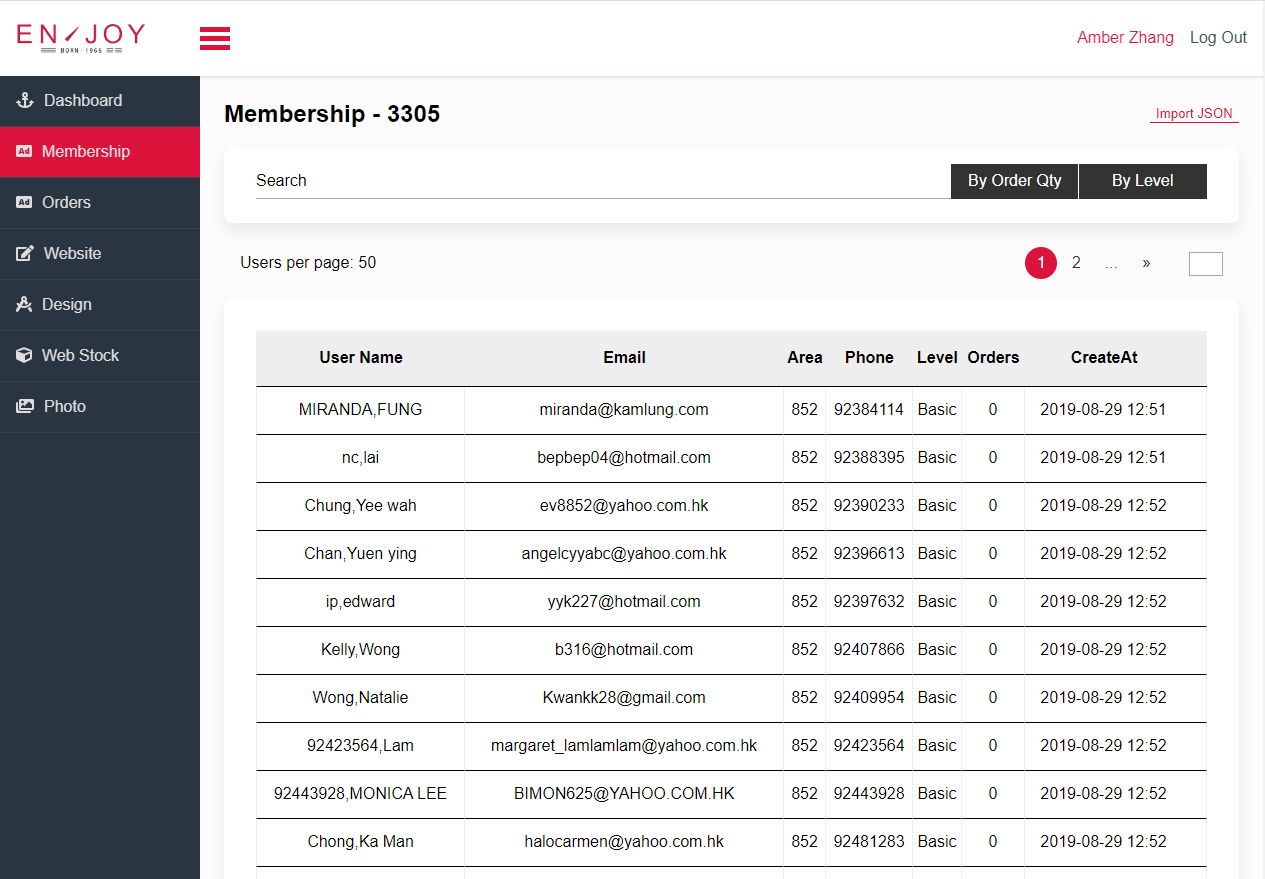 EN/JOY
BORN - 1966
Amber Zhang Log Out
Dashboard
Membership
Orders
Website
Design
Web Stock
Photo
Membership - 3305
Import JSON
Search By Order Qty By Level
Users per page: 50
1 2 ... »
User Name Email Area Phone Level Orders CreateAt
MIRANDA,FUNG miranda@kamlung.com 852 92384114 Basic 0 2019-08-29 12:51
nc,lai bepbep04@hotmail.com 852 92388395 Basic 0 2019-08-29 12:51
Chung,Yee wah ev8852@yahoo.com.hk 852 92390233 Basic 0 2019-08-29 12:52
Chan,Yuen ying angelcyyabc@yahoo.com.hk 852 92396613 Basic 0 2019-08-29 12:52
ip,edward yyk227@hotmail.com 852 92397632 Basic 0 2019-08-29 12:52
Kelly,Wong b316@hotmail.com 852 92407866 Basic 0 2019-08-29 12:52
Wong,Natalie Kwankk28@gmail.com 852 92409954 Basic 0 2019-08-29 12:52
92423564,Lam margaret_lamlamlam@yahoo.com.hk 852 92423564 Basic 0 2019-08-29 12:52
92443928,MONICA LEE BIMON625@YAHOO.COM.HK 852 92443928 Basic 0 2019-08-29 12:52
Chong,Ka Man halocarmen@yahoo.com.hk 852 92481283 Basic 0 2019-08-29 12:52